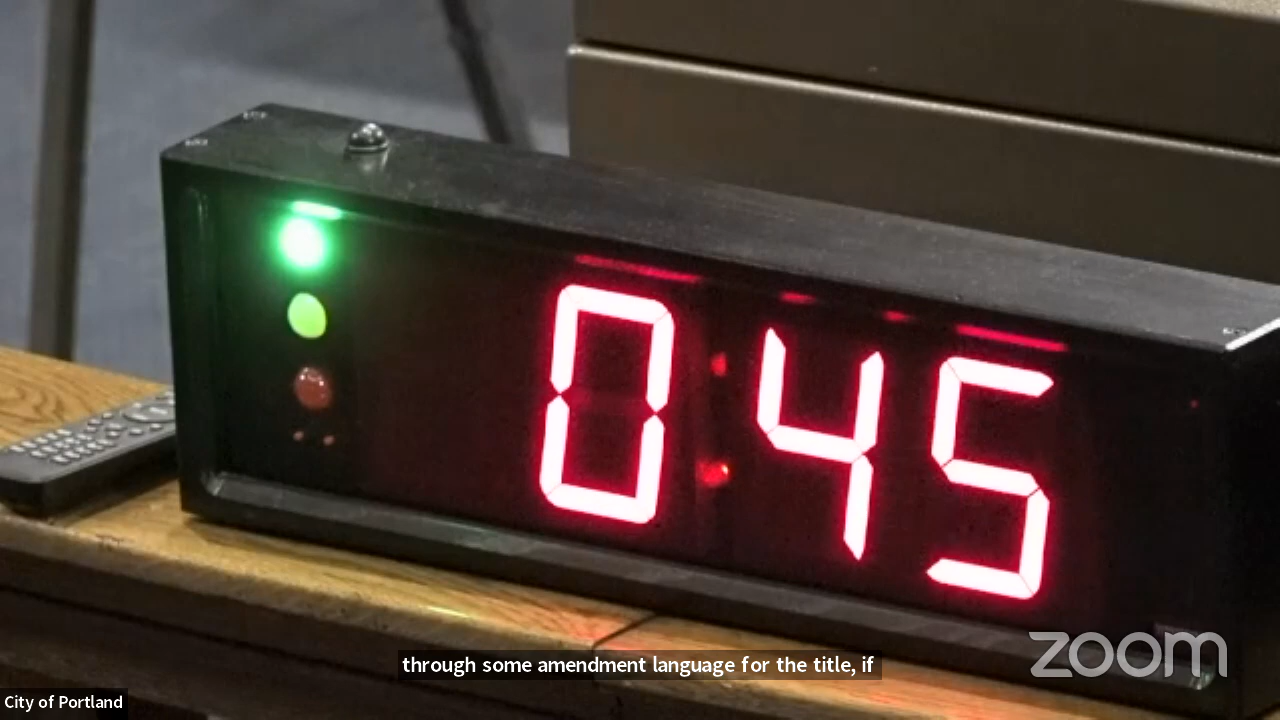 0:45
through some amendment language for the title, if
zoom
City of Portland